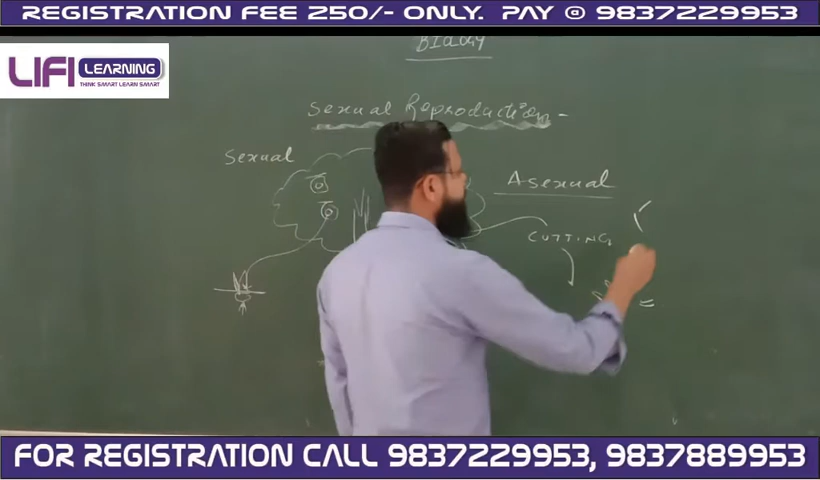 REGISTRATION FEE 250/- ONLY. PAY @ 9837229953
BIOLOGY
LIFI LEARNING
THINK SMART LEARN SMART
Sexual Reproduction -
Sexual
Asexual
CUTTING
FOR REGISTRATION CALL 9837229953, 9837889953